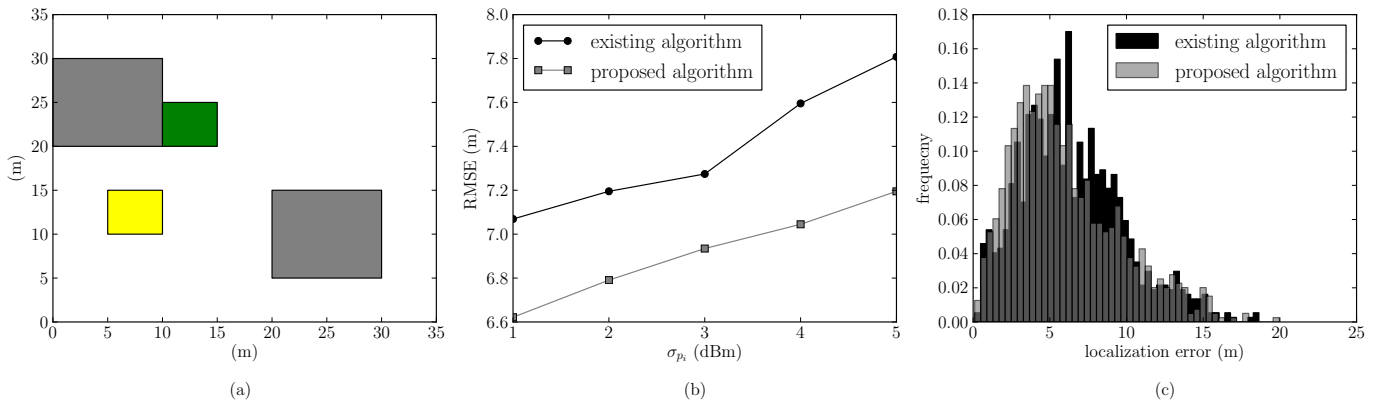 35
30
25
20
15
10
5
0
(m)
0 5 10 15 20 25 30 35
(m)
(a)
8.0
7.8
7.6
7.4
7.2
7.0
6.8
6.6
RMSE (m)
existing algorithm
proposed algorithm
1 2 3 4 5
σ_{p_i} (dBm)
(b)
0.18
0.16
0.14
0.12
0.10
0.08
0.06
0.04
0.02
0.00
frequecny
existing algorithm
proposed algorithm
0 5 10 15 20 25
localization error (m)
(c)